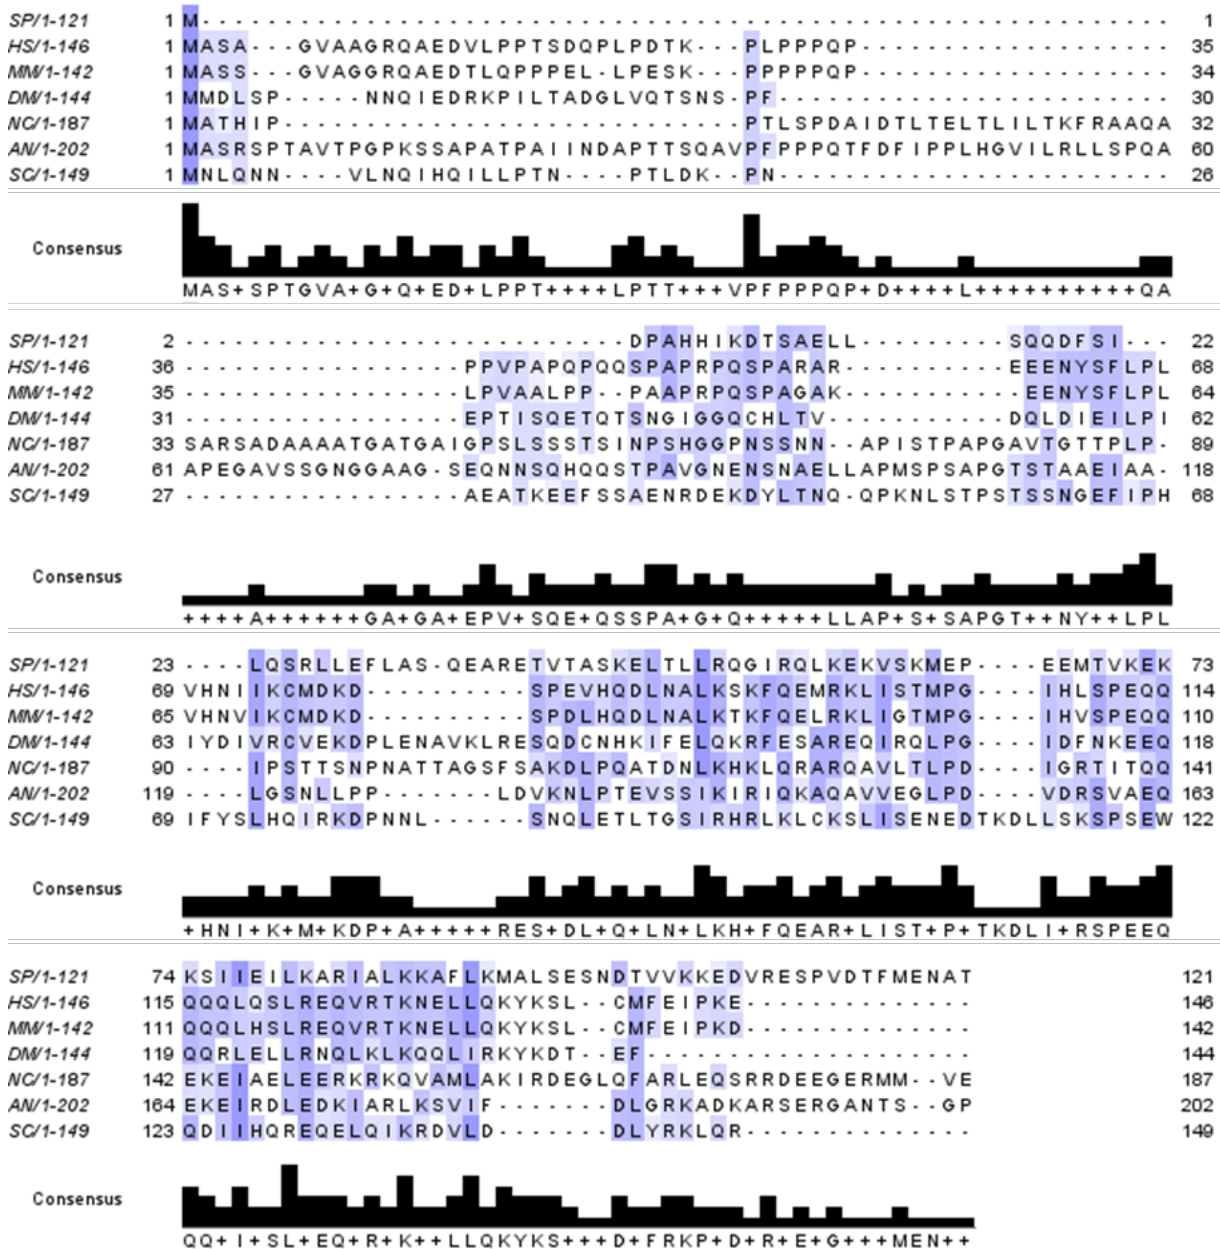 SP/1-121 1 M----------------------------------------------------------- 1
HS/1-146 1 MASA---GVAAGRQAEDVLPPTSDQPLPDTK---PLPPPQP------------------- 35
MM/1-142 1 MASS---GVAGGRQAEDTLQPPPEL-LPESK---PPPPPQP------------------- 34
DM/1-144 1 MMDLSP-----NNQIEDRKPILTADGLVQTSNS-PF------------------------ 30
NC/1-187 1 MATHIP----------------------------PTLSPDAIDTLTELTLILTKFRAAQA 32
AN/1-202 1 MASRSPTAVTPGPKSSAPATPAIINDAPTTSQAVPFPPPQTFDFIPPLHGVILRLLSPQA 60
SC/1-149 1 MNLQNN----VLNQIHQILLPTN----PTLDK--PN------------------------ 26
Consensus
MAS+SPTGVA+G+Q+ED+LPPT++++LPTT+++VPFPPPQP+D++++L++++++++++QA
SP/1-121 2 ---------------------------DPAHHIKDTSAELL---------SQQDFSI--- 22
HS/1-146 36 -----------------PPVPAPQPQQSPAPRPQSPARAR----------EEENYSFLPL 68
MM/1-142 35 -----------------LPVAALPP--PAAPRPQSPAGAK-----------EENYSFLPL 64
DM/1-144 31 -----------------EPTISQETQTSNGIGGQCHLTV-----------DQLDIEILPI 62
NC/1-187 33 SARSADAAAATGATGAIGPSLSSSTSINPSHGGPNSSNN--APISTPAPGAVTGTTPLP- 89
AN/1-202 61 APEGAVSSGNGGAAG-SEQNNSQHQQSTPAVGNENSNAELLAPMSPSAPGTSTAAEIAA- 118
SC/1-149 27 -----------------AEATKEEFSSAENRDEKDYLTNQ-QPKNLSTPSTSSNGEFIPH 68
Consensus
++++A++++++GA+GA+EPV+SQE+QSSPA+G+Q+++++LLAP+S+SAPGT++NY++LPL
SP/1-121 23 ----LQSRLLEFLAS-QEARETVTASKELTLLRQGIRQLKEKVSKMEP----EEMTVKEK 73
HS/1-146 69 VHNIIKCMDKD----------SPEVHQDLNALKSKFQEMRKLISTMPG----IHLSPEQQ 114
MM/1-142 65 VHNVIKCMDKD----------SPDLHQDLNALKTKFQELRKLIGTMPG----IHVSPEQQ 110
DM/1-144 63 IYDIVRCVEKDPLENAVKLRESQDCNHKIFELQKRFESAREQIRQLPG----IDFNKEEQ 118
NC/1-187 90 ----IPSTTSNPNATTAGSFSAKDLPQATDNLKHKLQRARQAVLTLPD----IGRTITQQ 141
AN/1-202 119 ----LGSNLLPP-------LDVKNLPTEVSSIKIRIQKAQAVVEGLPD----VDRSVAEQ 163
SC/1-149 69 IFYSLHQIRKDPNNL------SNQLETLTGSIRHRLKLCKSLISENEDTKDLLSKSPSEW 122
Consensus
+HNI+K+M+KDP+A+++++RES+DL+Q+LN+LKH+FQEAR+LIST+P+TKDLI+RSPEEQ
SP/1-121 74 KSIIEILKARIALKKAFLKMALSESNDTVVKKEDVRESPVDTFMENAT 121
HS/1-146 115 QQQLQSLREQVRTKNELLQKYKSL--CMFEIPKE-------------- 146
MM/1-142 111 QQQLHSLREQVRTKNELLQKYKSL--CMFEIPKD-------------- 142
DM/1-144 119 QQRLELLRNQLKLKQQLIRKYKDT--EF-------------------- 144
NC/1-187 142 EKEIAELEERKRKQVAMLAKIRDEGLQFARLEQSRRDEEGERMM--VE 187
AN/1-202 164 EKEIRDLEDKIARLKSVIF-------DLGRKADKARSERGANTS--GP 202
SC/1-149 123 QDIIHQREQELQIKRDVLD-------DLYRKLQR-------------- 149
Consensus
QQ+I+SL+EQ+R+K++LLQKYKS+++D+FRKP+D+R+E+G+++MEN++